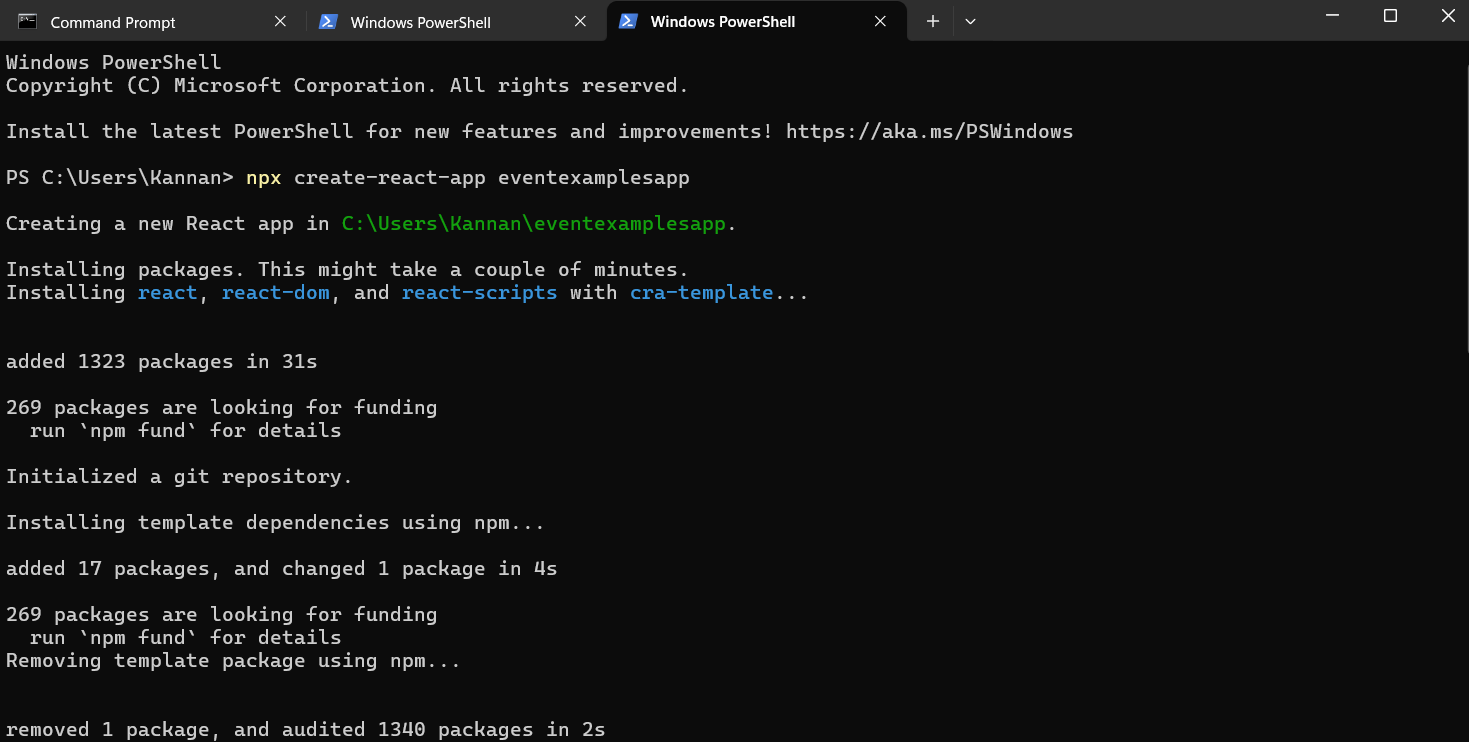 Command Prompt
Windows PowerShell
Windows PowerShell
Windows PowerShell
Copyright (C) Microsoft Corporation. All rights reserved.
Install the latest PowerShell for new features and improvements! https://aka.ms/PSWindows
PS C:\Users\Kannan> npx create-react-app eventexamplesapp
Creating a new React app in C:\Users\Kannan\eventexamplesapp.
Installing packages. This might take a couple of minutes.
Installing react, react-dom, and react-scripts with cra-template...
added 1323 packages in 31s
269 packages are looking for funding
  run `npm fund` for details
Initialized a git repository.
Installing template dependencies using npm...
added 17 packages, and changed 1 package in 4s
269 packages are looking for funding
  run `npm fund` for details
Removing template package using npm...
removed 1 package, and audited 1340 packages in 2s